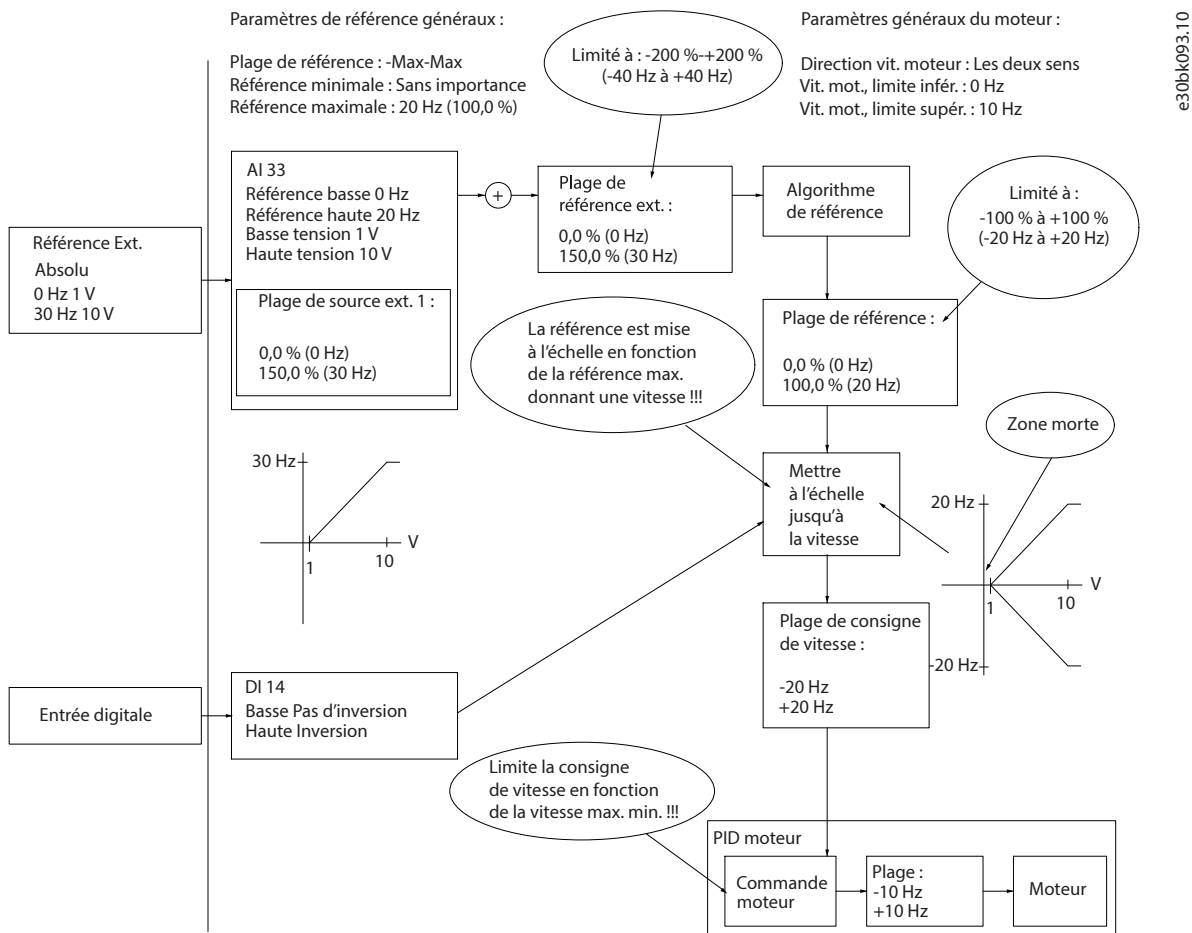 Paramètres de référence généraux :
Plage de référence : -Max-Max
Référence minimale : Sans importance
Référence maximale : 20 Hz (100,0 %)
Limité à : -200 %-+200 %
(-40 Hz à +40 Hz)
Paramètres généraux du moteur :
Direction vit. moteur : Les deux sens
Vit. mot., limite infér. : 0 Hz
Vit. mot., limite supér. : 10 Hz
e30bk093.10
Référence Ext.
Absolu
0 Hz 1 V
30 Hz 10 V
AI 33
Référence basse 0 Hz
Référence haute 20 Hz
Basse tension 1 V
Haute tension 10 V
Plage de source ext. 1 :
0,0 % (0 Hz)
150,0 % (30 Hz)
+
Plage de
référence ext. :
0,0 % (0 Hz)
150,0 % (30 Hz)
Algorithme
de référence
Limité à :
-100 % à +100 %
(-20 Hz à +20 Hz)
La référence est mise
à l’échelle en fonction
de la référence max.
donnant une vitesse !!!
Plage de référence :
0,0 % (0 Hz)
100,0 % (20 Hz)
Zone morte
30 Hz
V
1
10
Mettre
à l’échelle
jusqu’à
la vitesse
20 Hz
V
1
10
-20 Hz
Plage de consigne
de vitesse :
-20 Hz
+20 Hz
Entrée digitale
DI 14
Basse Pas d’inversion
Haute Inversion
Limite la consigne
de vitesse en fonction
de la vitesse max. min. !!!
PID moteur
Commande
moteur
Plage :
-10 Hz
+10 Hz
Moteur